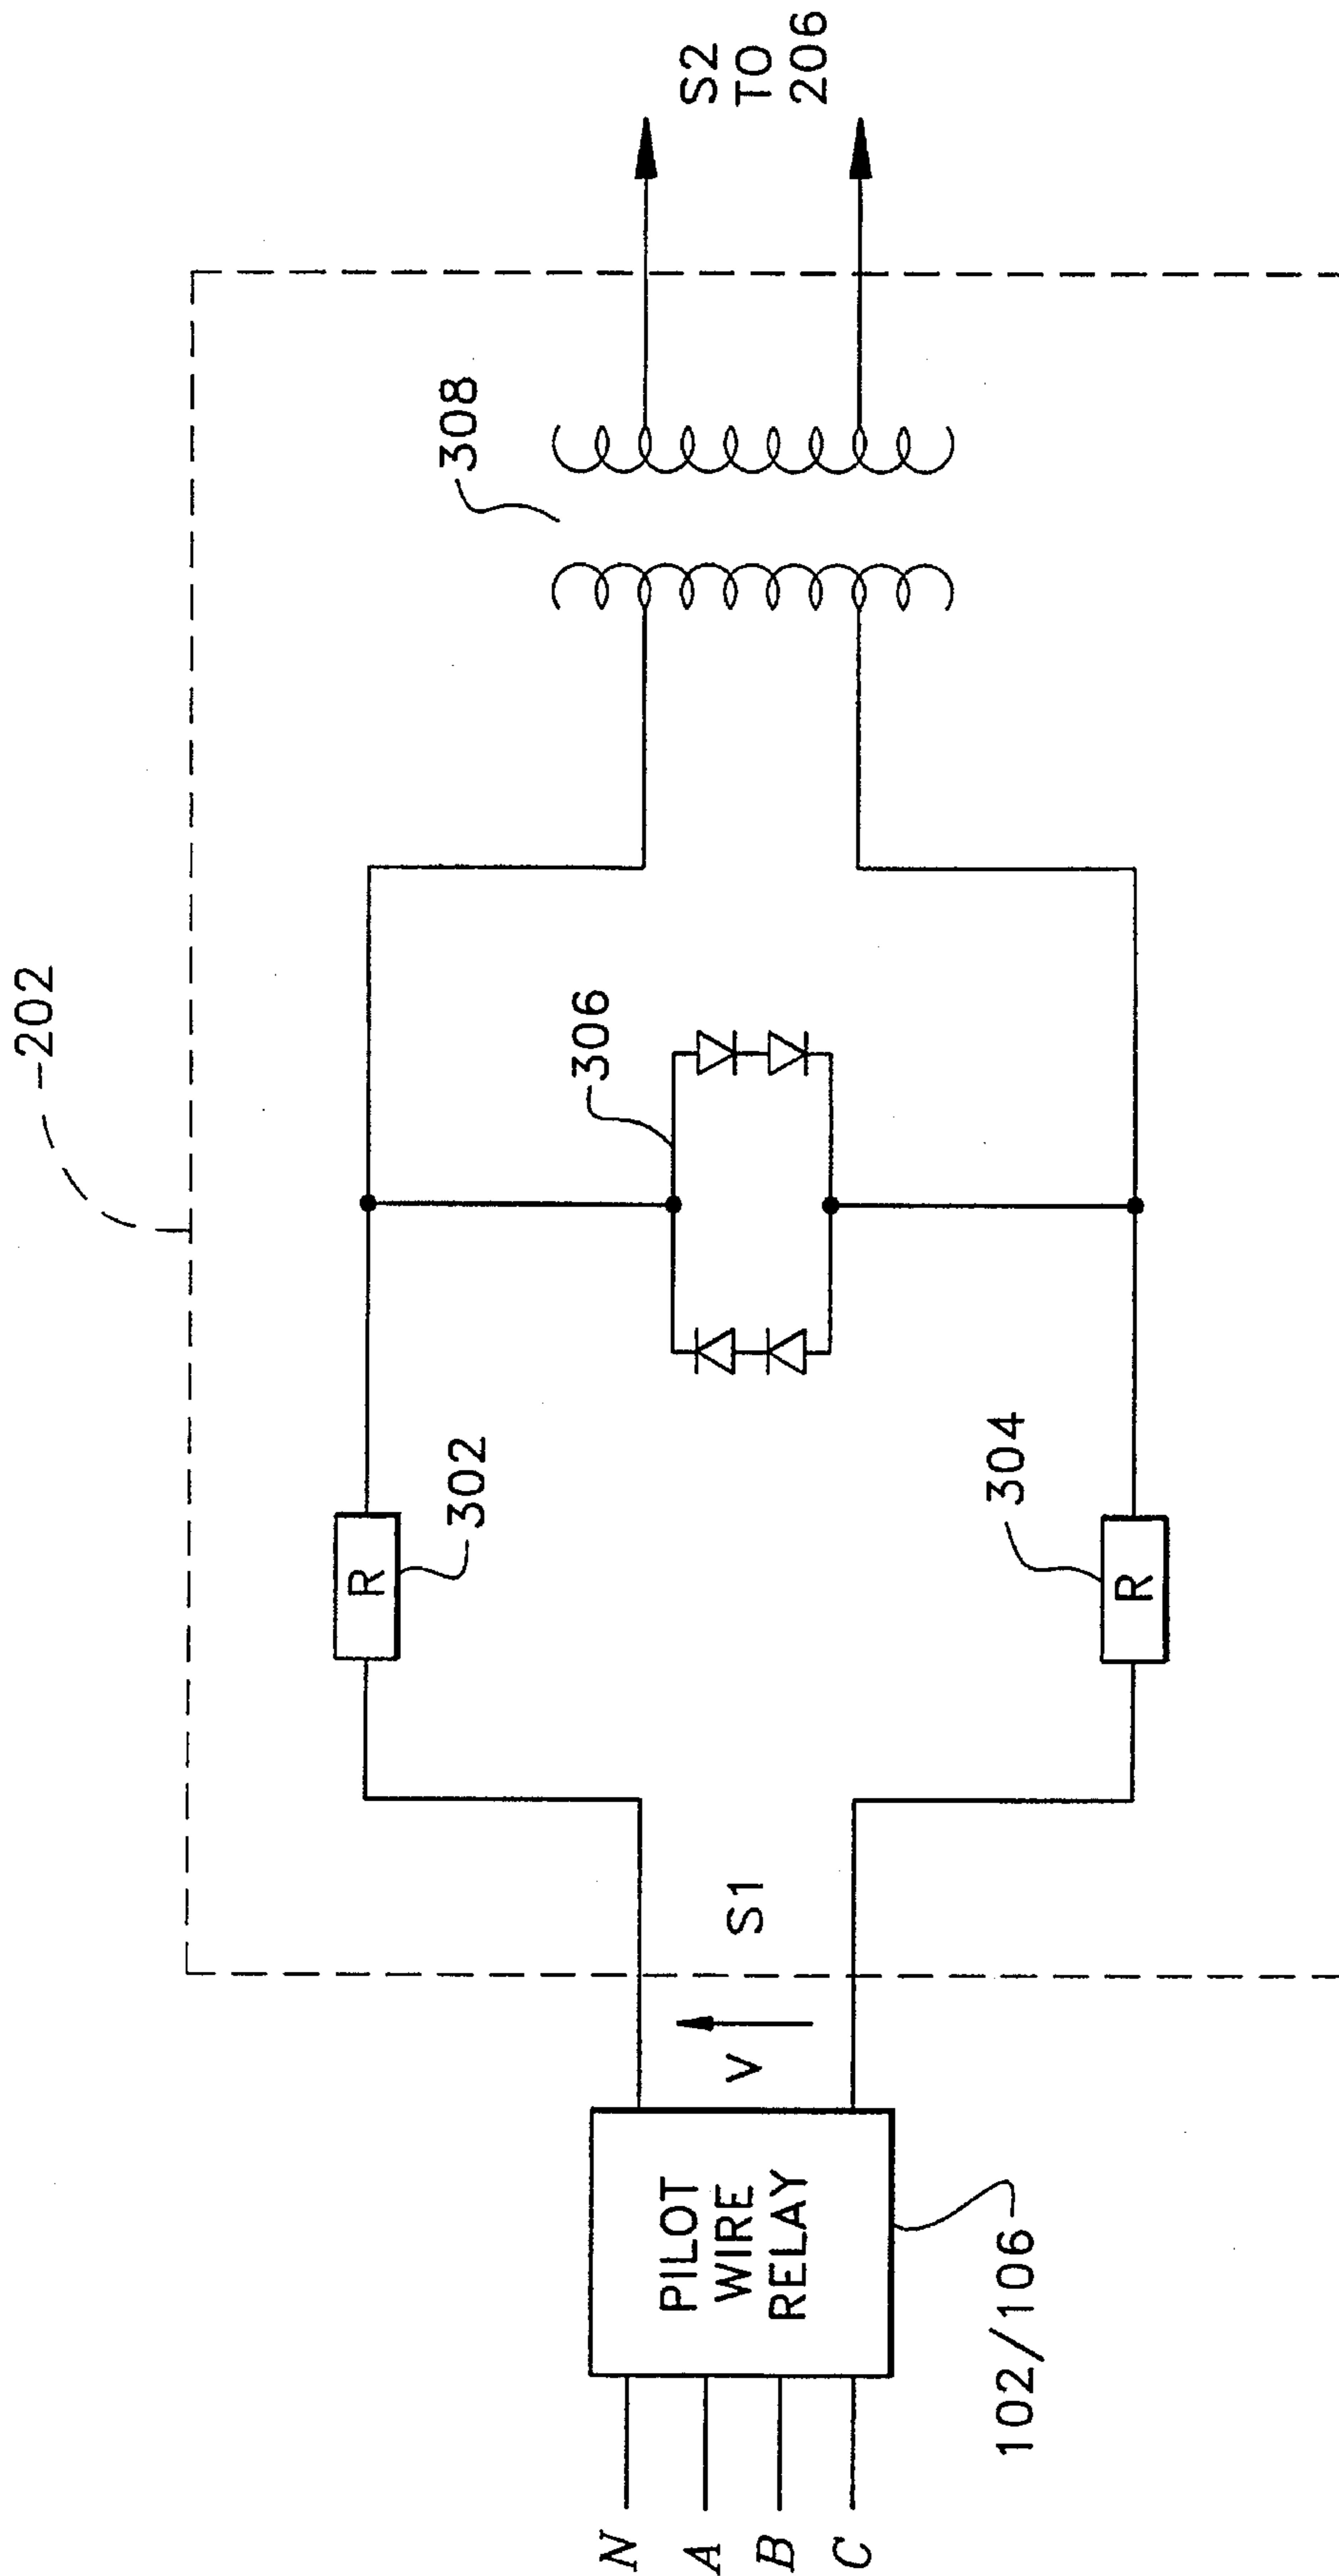 202
S2
TO
206
308
306
R
302
304
R
S1
V
PILOT
WIRE
RELAY
N
A
B
C
102/106